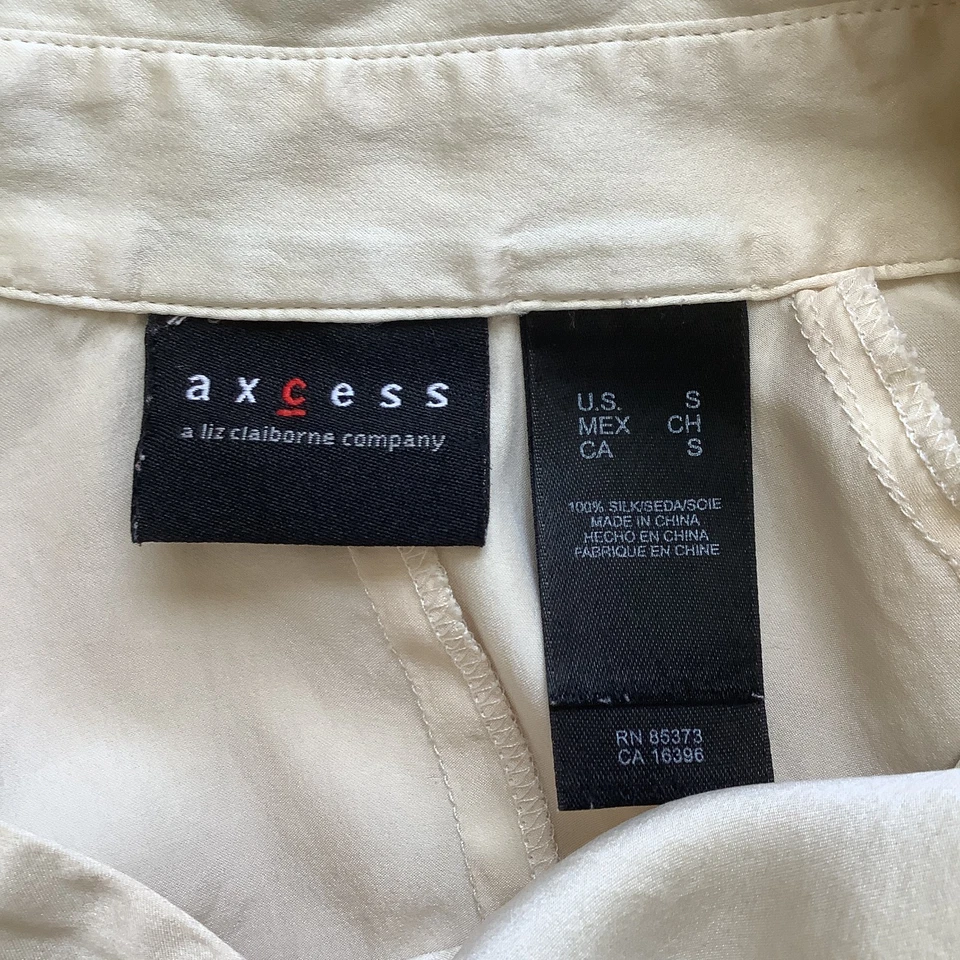 axcess
a liz claiborne company
U.S. S
MEX CH
CA S
100% SILK/SEDA/SOIE
MADE IN CHINA
HECHO EN CHINA
FABRIQUE EN CHINE
RN 85373
CA 16396